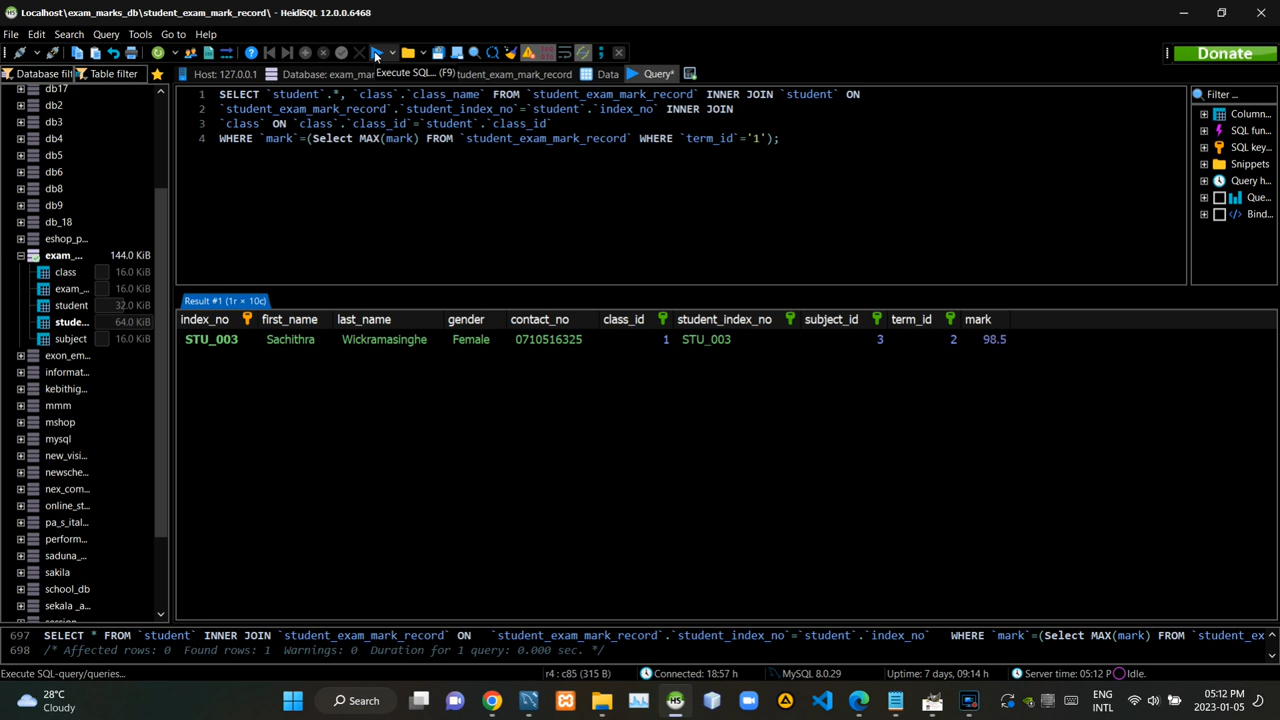 Localhost\exam_marks_db\student_exam_mark_record\ - HeidiSQL 12.0.0.6468
File Edit Search Query Tools Go to Help
Donate
Database filt Table filter Host: 127.0.0.1 Database: exam_mar tudent_exam_mark_record Data Query*
Execute SQL... (F9)
1 SELECT `student`.*, `class`.`class_name` FROM `student_exam_mark_record` INNER JOIN `student` ON
2 `student_exam_mark_record`.`student_index_no`=`student`.`index_no` INNER JOIN
3 `class` ON `class`.`class_id`=`student`.`class_id`
4 WHERE `mark`=(Select MAX(mark) FROM `student_exam_mark_record` WHERE `term_id`='1');
Filter ...
Column...
SQL fun...
SQL key...
Snippets
Query h...
Que...
Bind...
db17
db2
db3
db4
db5
db6
db8
db9
db_18
eshop_p...
exam_... 144.0 KiB
class 16.0 KiB
exam_... 16.0 KiB
student 32.0 KiB
stude... 64.0 KiB
subject 16.0 KiB
exon_em...
informat...
kebithig...
mmm
mshop
mysql
new_visi...
newsche...
nex_com...
online_st...
pa_s_ital...
perform...
saduna_...
sakila
school_db
sekala _a...
Result #1 (1r × 10c)
index_no first_name last_name gender contact_no class_id student_index_no subject_id term_id mark
STU_003 Sachithra Wickramasinghe Female 0710516325 1 STU_003 3 2 98.5
697 SELECT * FROM `student` INNER JOIN `student_exam_mark_record` ON `student_exam_mark_record`.`student_index_no`=`student`.`index_no` WHERE `mark`=(Select MAX(mark) FROM `student_ex
698 /* Affected rows: 0 Found rows: 1 Warnings: 0 Duration for 1 query: 0.000 sec. */
Execute SQL-query/queries... r4 : c85 (315 B) Connected: 18:57 h MySQL 8.0.29 Uptime: 7 days, 09:14 h Server time: 05:12 P Idle.
28°C
Cloudy
Search
ENG
INTL
05:12 PM
2023-01-05